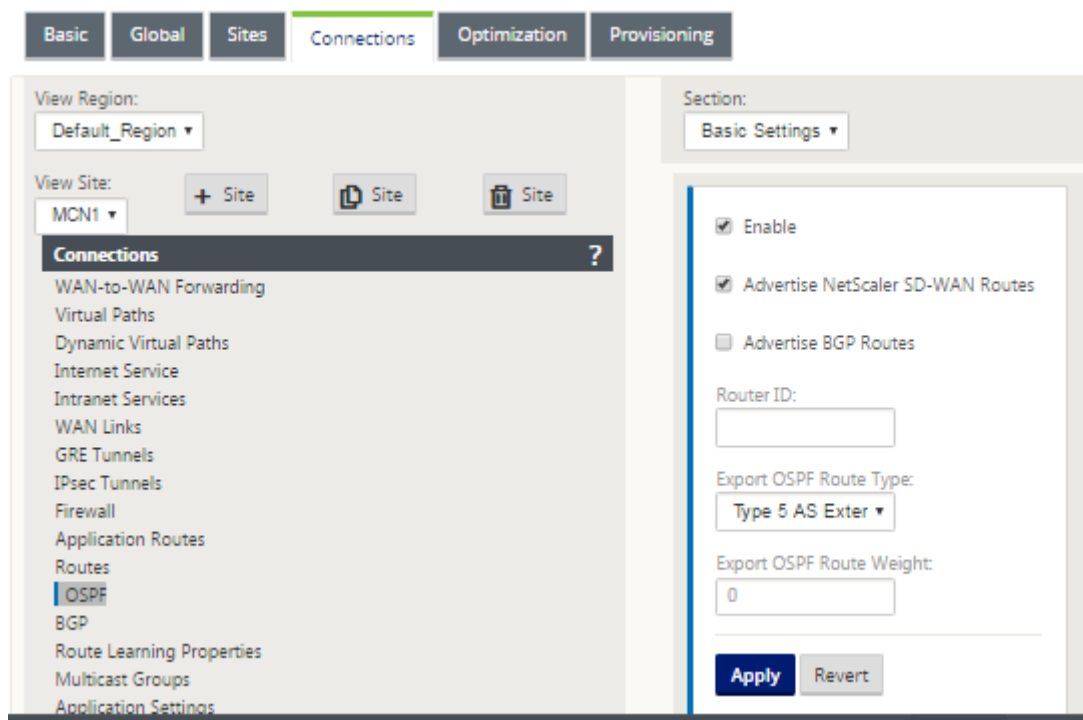 Basic Global Sites Connections Optimization Provisioning
View Region:
Default_Region
View Site:
MCN1
+ Site Site Site
Connections ?
WAN-to-WAN Forwarding
Virtual Paths
Dynamic Virtual Paths
Internet Service
Intranet Services
WAN Links
GRE Tunnels
IPsec Tunnels
Firewall
Application Routes
Routes
OSPF
BGP
Route Learning Properties
Multicast Groups
Application Settings
Section:
Basic Settings
Enable
Advertise NetScaler SD-WAN Routes
Advertise BGP Routes
Router ID:
Export OSPF Route Type:
Type 5 AS Exter
Export OSPF Route Weight:
0
Apply Revert